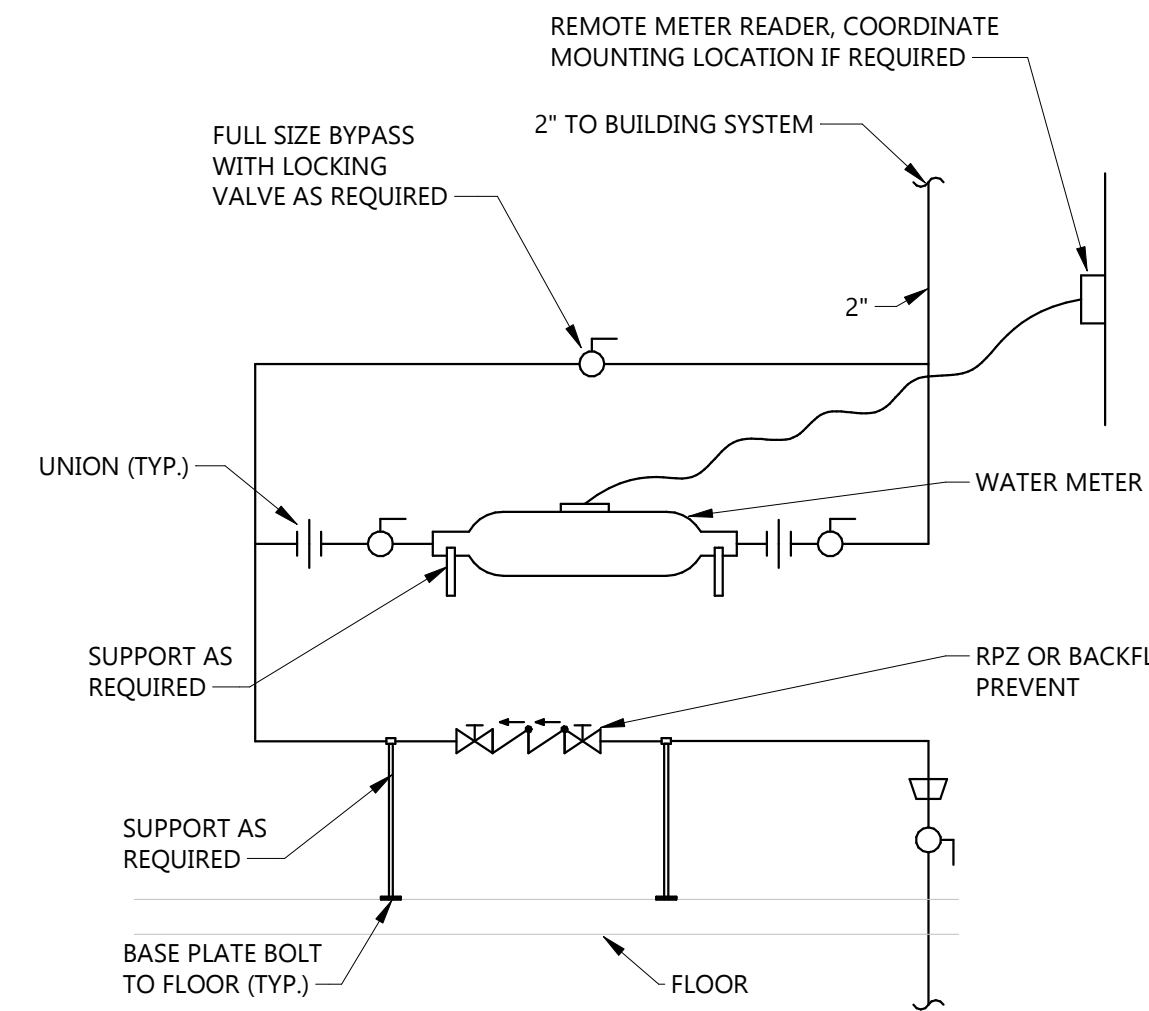 REMOTE METER READER, COORDINATE
MOUNTING LOCATION IF REQUIRED
2" TO BUILDING SYSTEM
FULL SIZE BYPASS
WITH LOCKING
VALVE AS REQUIRED
2"
UNION (TYP.)
WATER METER
SUPPORT AS
REQUIRED
RPZ OR
PREVENT
SUPPORT AS
REQUIRED
BASE PLATE BOLT
TO FLOOR (TYP.)
FLOOR